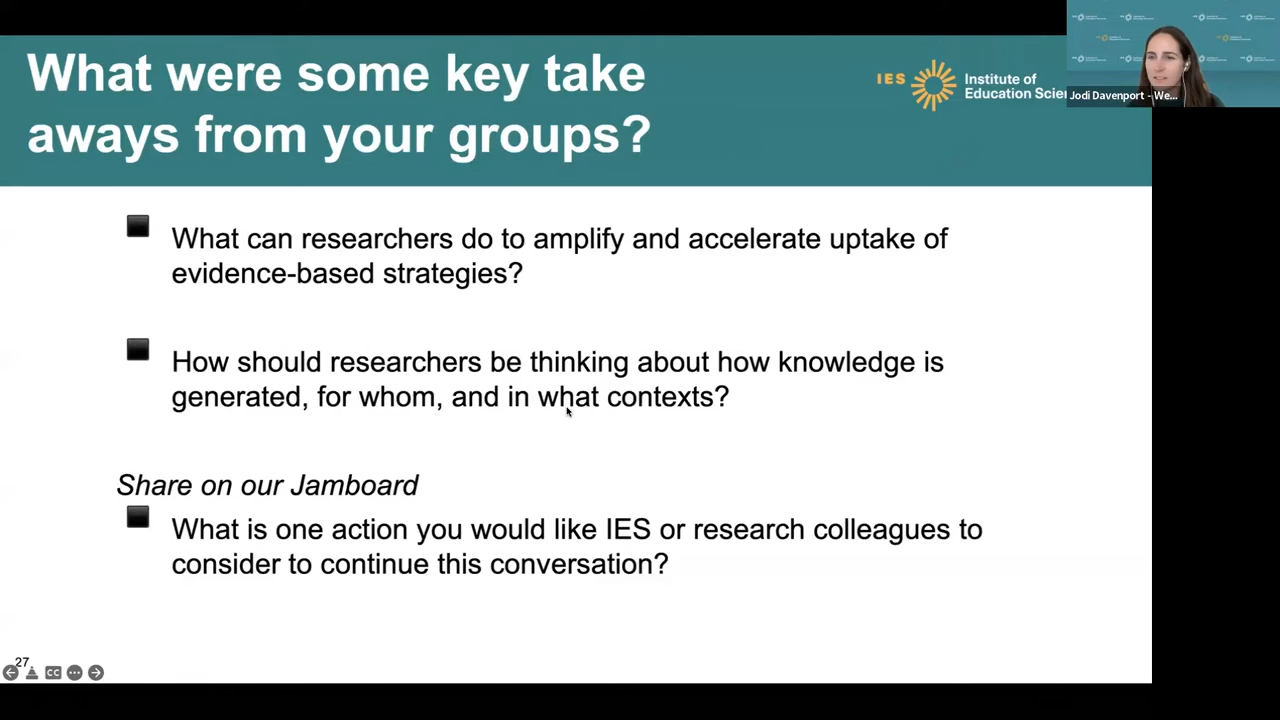 What were some key take
aways from your groups?
IES
Institute of
Education Scien
Jodi Davenport - We...
What can researchers do to amplify and accelerate uptake of
evidence-based strategies?
How should researchers be thinking about how knowledge is
generated, for whom, and in what contexts?
Share on our Jamboard
What is one action you would like IES or research colleagues to
consider to continue this conversation?
27
CC